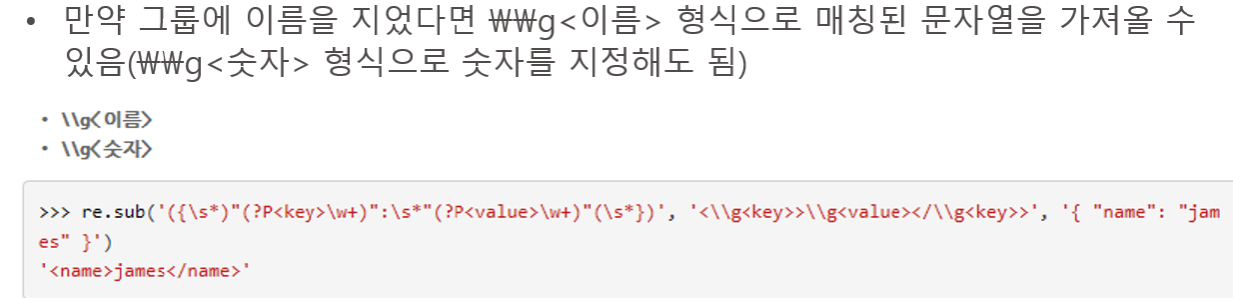 • 만약 그룹에 이름을 지었다면 ₩₩g<이름> 형식으로 매칭된 문자열을 가져올 수
있음(₩₩g<숫자> 형식으로 숫자를 지정해도 됨)
• \\g<이름>
• \\g<숫자>
>>> re.sub('({\s*)"(?P<key>\w+)":\s*"(?P<value>\w+)"(\s*})', '<\\g<key>>\\g<value></\\g<key>>', '{ "name": "jam
es" }')
'<name>james</name>'